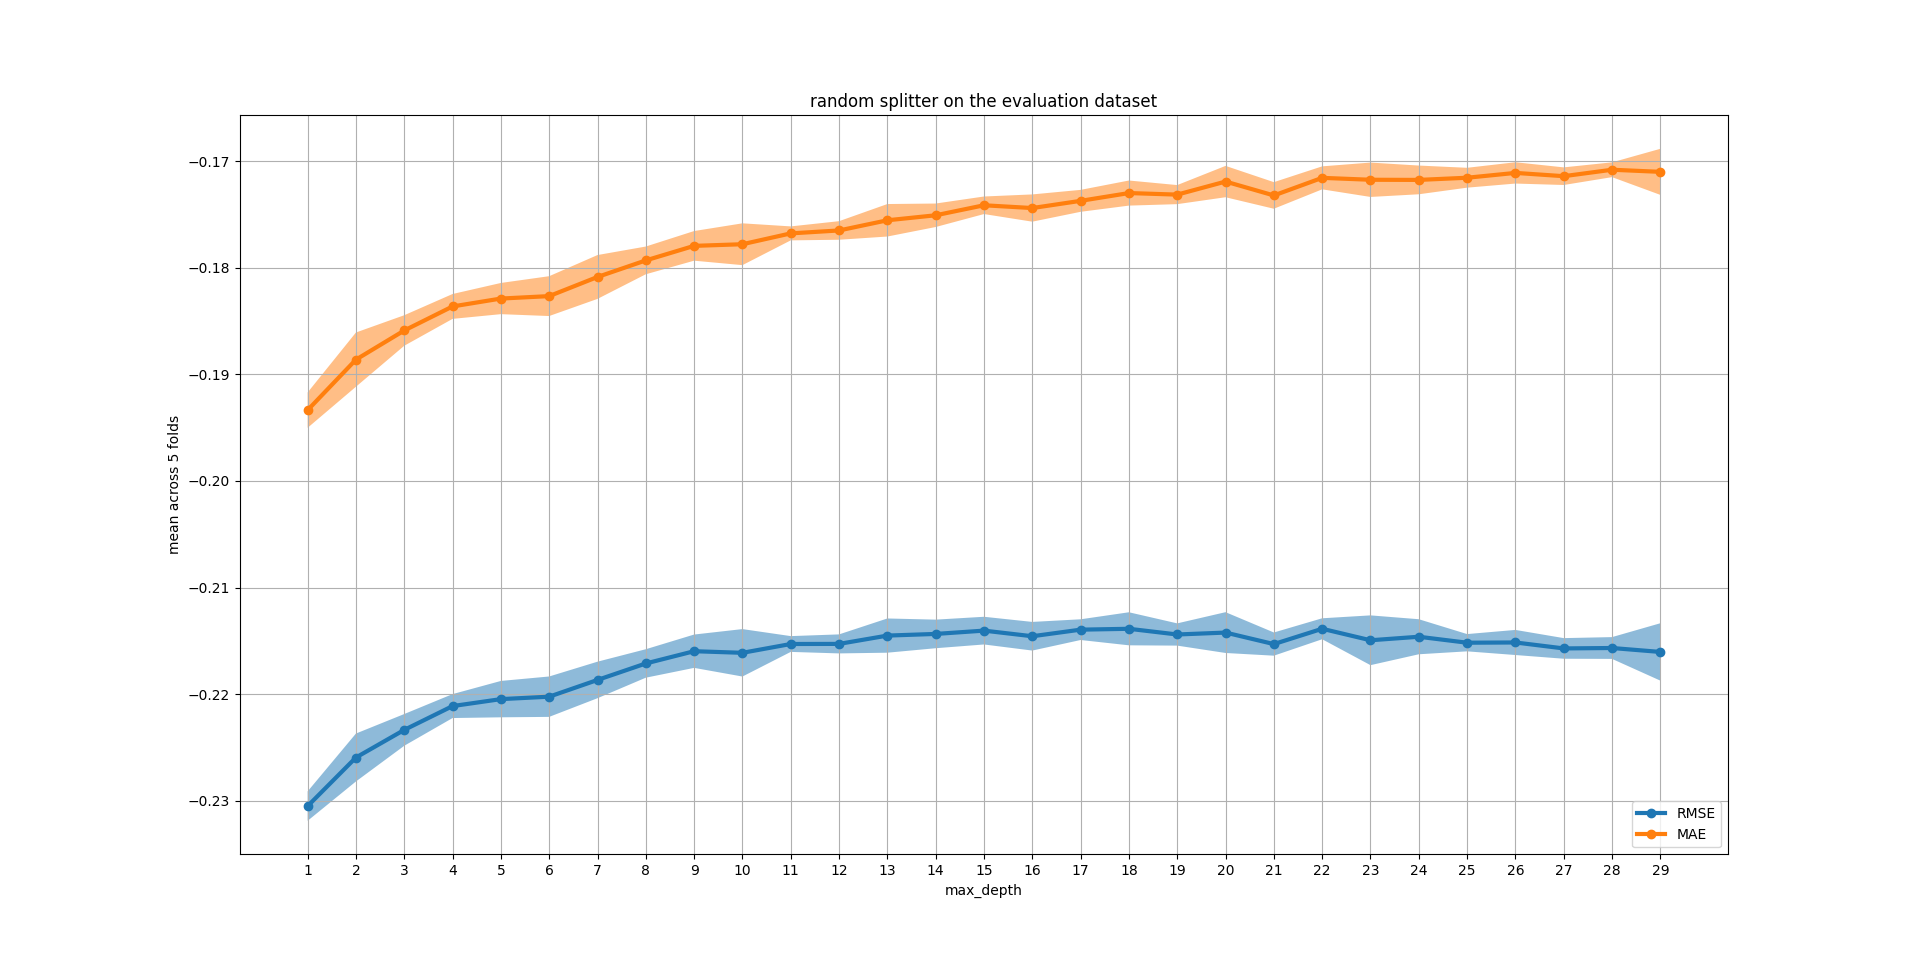 random splitter on the evaluation dataset
mean across 5 folds
−0.17
−0.18
−0.19
−0.20
−0.21
−0.22
−0.23
RMSE
MAE
1 2 3 4 5 6 7 8 9 10 11 12 13 14 15 16 17 18 19 20 21 22 23 24 25 26 27 28 29
max_depth